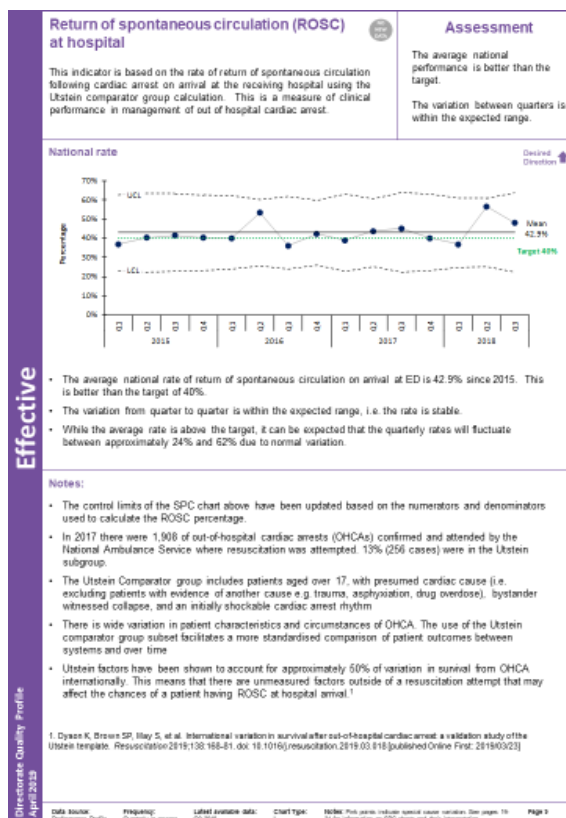 Return of spontaneous circulation (ROSC)
at hospital
NO
NEW
DATA
This indicator is based on the rate of return of spontaneous circulation
following cardiac arrest on arrival at the receiving hospital using the
Utstein comparator group calculation. This is a measure of clinical
performance in management of out of hospital cardiac arrest.
Assessment
The average national
performance is better than the
target.
The variation between quarters is
within the expected range.
National rate
Desired
Direction
70%
60%
50%
40%
30%
20%
10%
0%
Percentage
UCL
LCL
Mean
42.9%
Target 40%
Q1 Q2 Q3 Q4 Q1 Q2 Q3 Q4 Q1 Q2 Q3 Q4 Q1 Q2 Q3
2015 2016 2017 2018
• The average national rate of return of spontaneous circulation on arrival at ED is 42.9% since 2015. This
is better than the target of 40%.
• The variation from quarter to quarter is within the expected range, i.e. the rate is stable.
• While the average rate is above the target, it can be expected that the quarterly rates will fluctuate
between approximately 24% and 62% due to normal variation.
Notes:
• The control limits of the SPC chart above have been updated based on the numerators and denominators
used to calculate the ROSC percentage.
• In 2017 there were 1,908 of out-of-hospital cardiac arrests (OHCAs) confirmed and attended by the
National Ambulance Service where resuscitation was attempted. 13% (256 cases) were in the Utstein
subgroup.
• The Utstein Comparator group includes patients aged over 17, with presumed cardiac cause (i.e.
excluding patients with evidence of another cause e.g. trauma, asphyxiation, drug overdose), bystander
witnessed collapse, and an initially shockable cardiac arrest rhythm
• There is wide variation in patient characteristics and circumstances of OHCA. The use of the Utstein
comparator group subset facilitates a more standardised comparison of patient outcomes between
systems and over time
• Utstein factors have been shown to account for approximately 50% of variation in survival from OHCA
internationally. This means that there are unmeasured factors outside of a resuscitation attempt that may
affect the chances of a patient having ROSC at hospital arrival.1
1. Dyson K, Brown SP, May S, et al. International variation in survival after out-of-hospital cardiac arrest: a validation study of the
Utstein template. Resuscitation 2019;138:168–81. doi: 10.1016/j.resuscitation.2019.03.018 [published Online First: 2019/03/23]
Effective
Directorate Quality Profile
April 2019
Data Source:
Frequency:
Latest available data:
Chart Type:
Notes: Pink points indicate special cause variation. See pages
Page 5